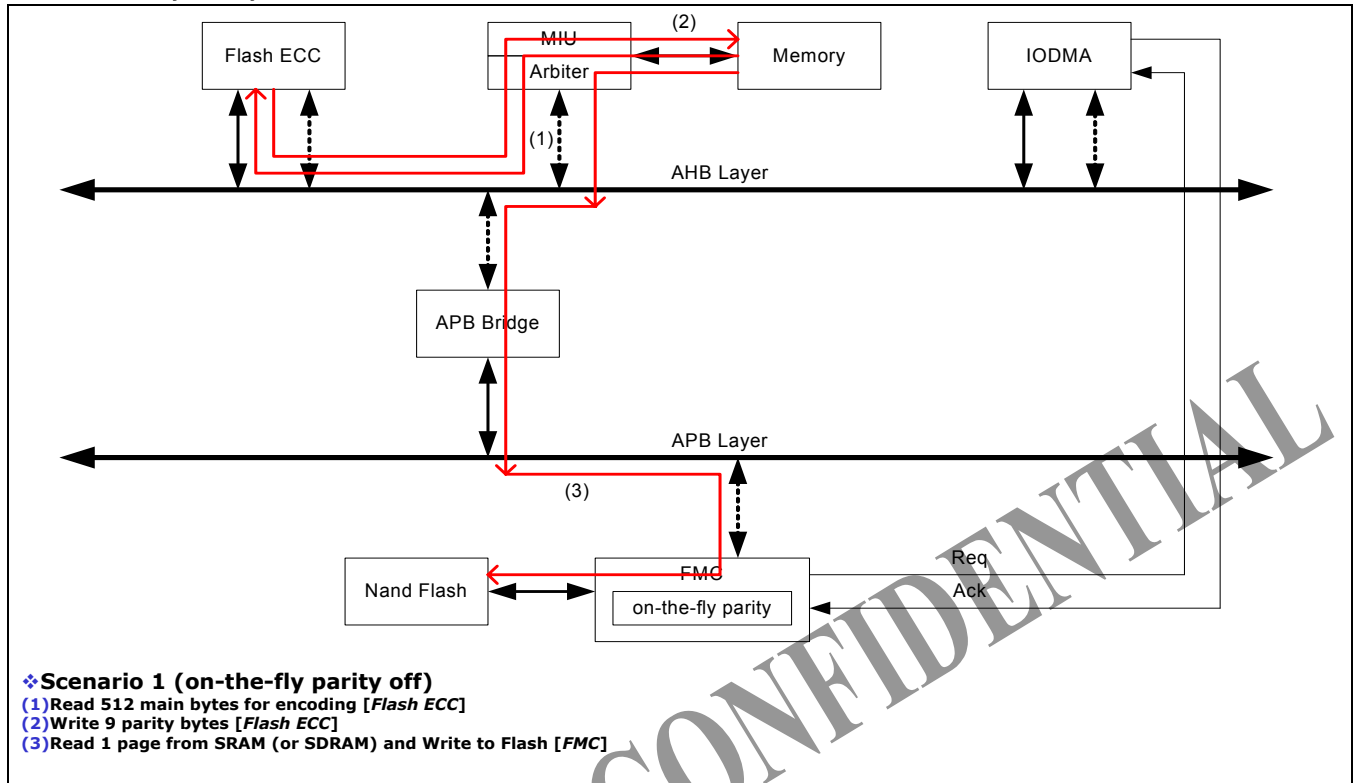 (2)
Flash ECC
MIU
Arbiter
Memory
IODMA
(1)
AHB Layer
APB Bridge
APB Layer
(3)
Nand Flash
FMC
on-the-fly parity
Req
Ack
CONFIDENTIAL
❖Scenario 1 (on-the-fly parity off)
(1)Read 512 main bytes for encoding [Flash ECC]
(2)Write 9 parity bytes [Flash ECC]
(3)Read 1 page from SRAM (or SDRAM) and Write to Flash [FMC]